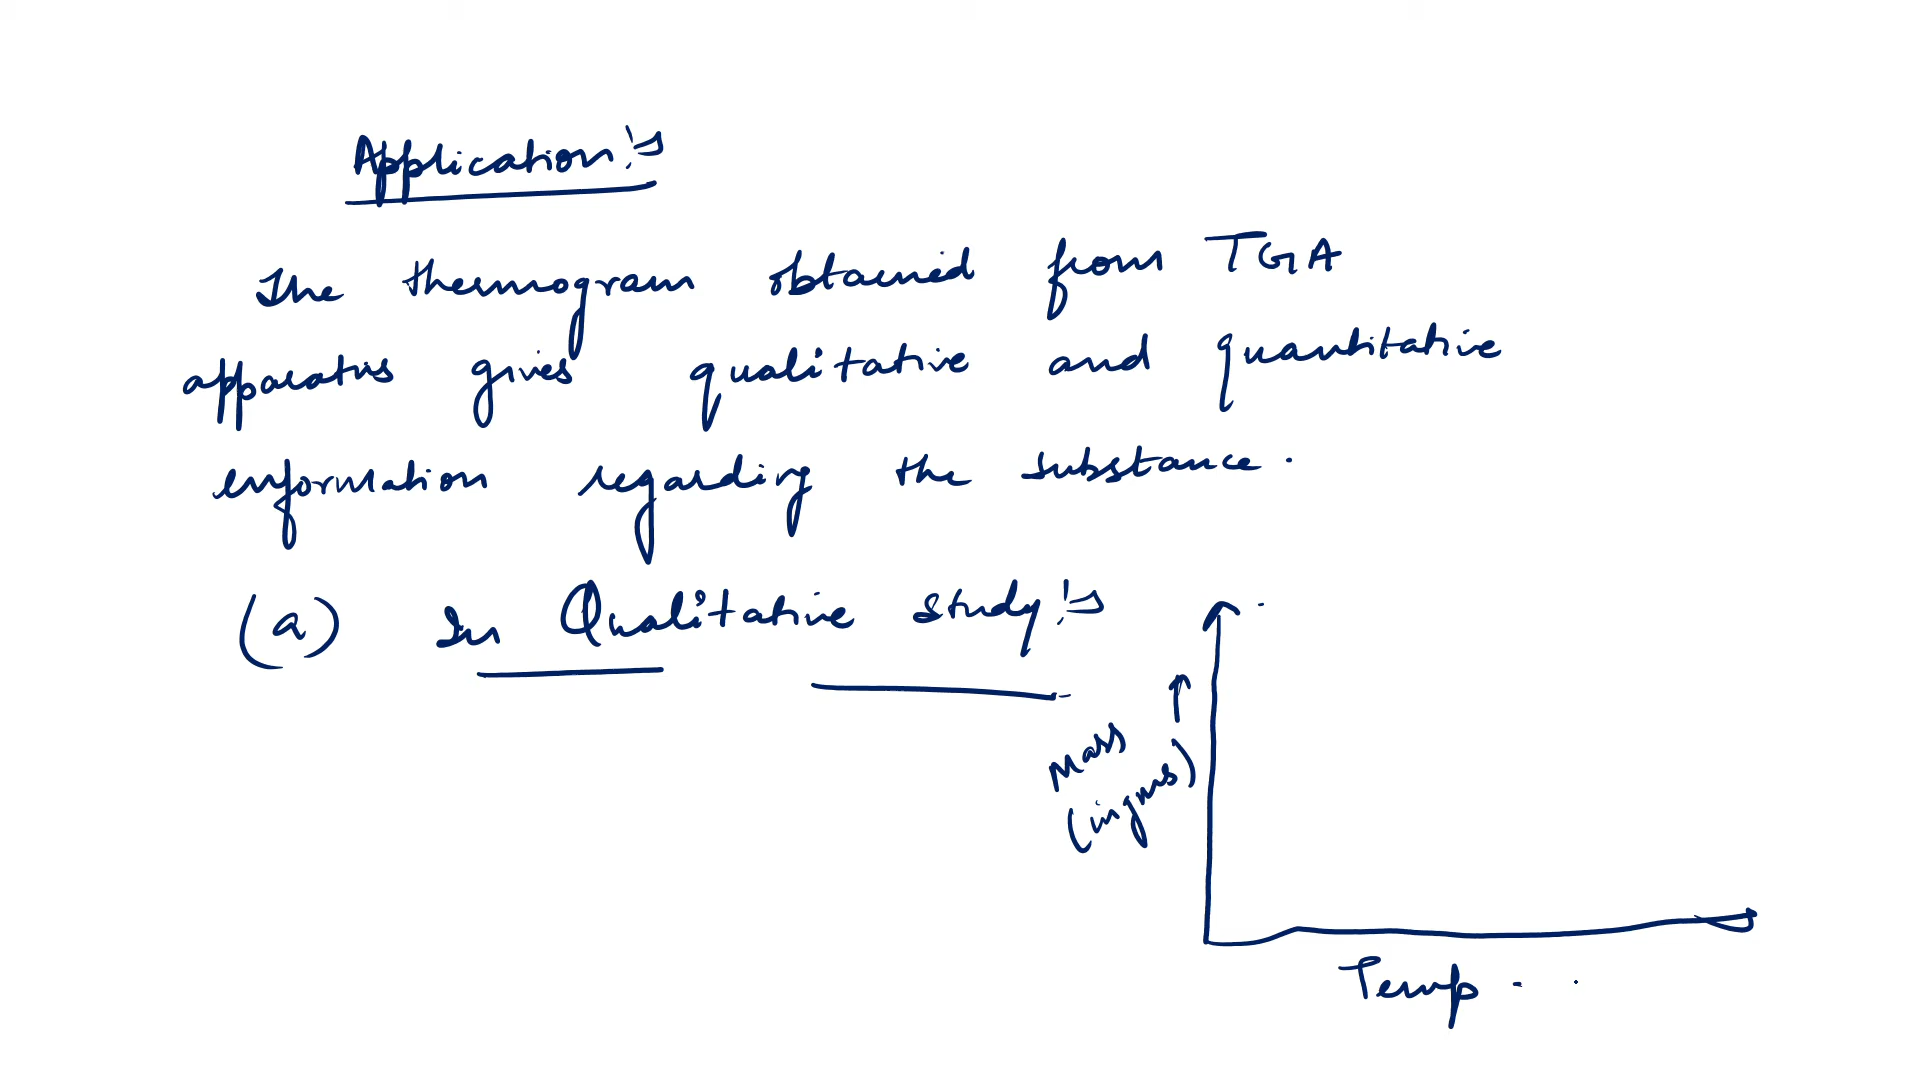 Application:-
The thermogram obtained from TGA
apparatus gives qualitative and quantitative
information regarding the substance.
(a) In Qualitative study:-
Mass
(in gms)
Temp.